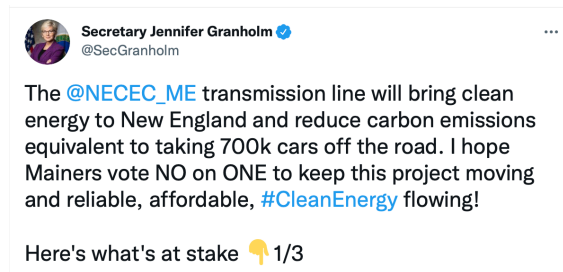 Secretary Jennifer Granholm
@SecGranholm
The @NECEC_ME transmission line will bring clean
energy to New England and reduce carbon emissions
equivalent to taking 700k cars off the road. I hope
Mainers vote NO on ONE to keep this project moving
and reliable, affordable, #CleanEnergy flowing!
Here's what's at stake 👇 1/3